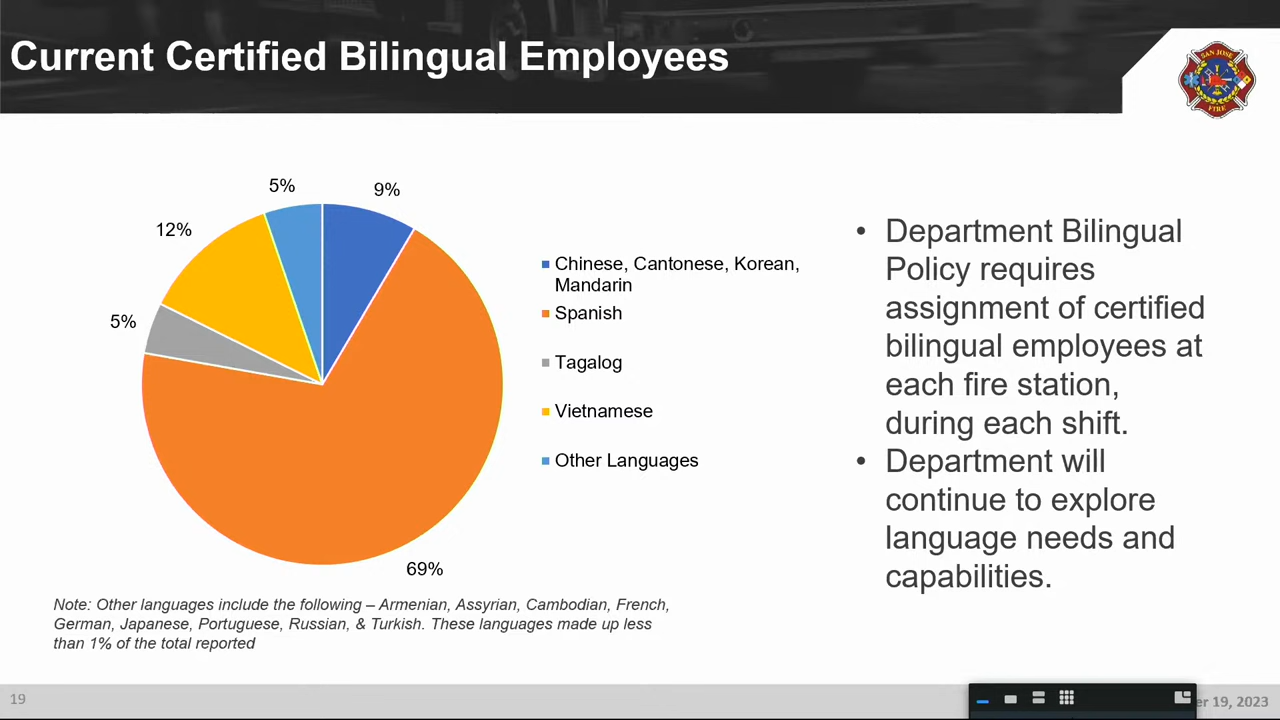 Current Certified Bilingual Employees
SAN JOSE
FIRE
5%
9%
12%
5%
69%
Chinese, Cantonese, Korean,
Mandarin
Spanish
Tagalog
Vietnamese
Other Languages
• Department Bilingual
Policy requires
assignment of certified
bilingual employees at
each fire station,
during each shift.
• Department will
continue to explore
language needs and
capabilities.
Note: Other languages include the following – Armenian, Assyrian, Cambodian, French,
German, Japanese, Portuguese, Russian, & Turkish. These languages made up less
than 1% of the total reported
19
er 19, 2023